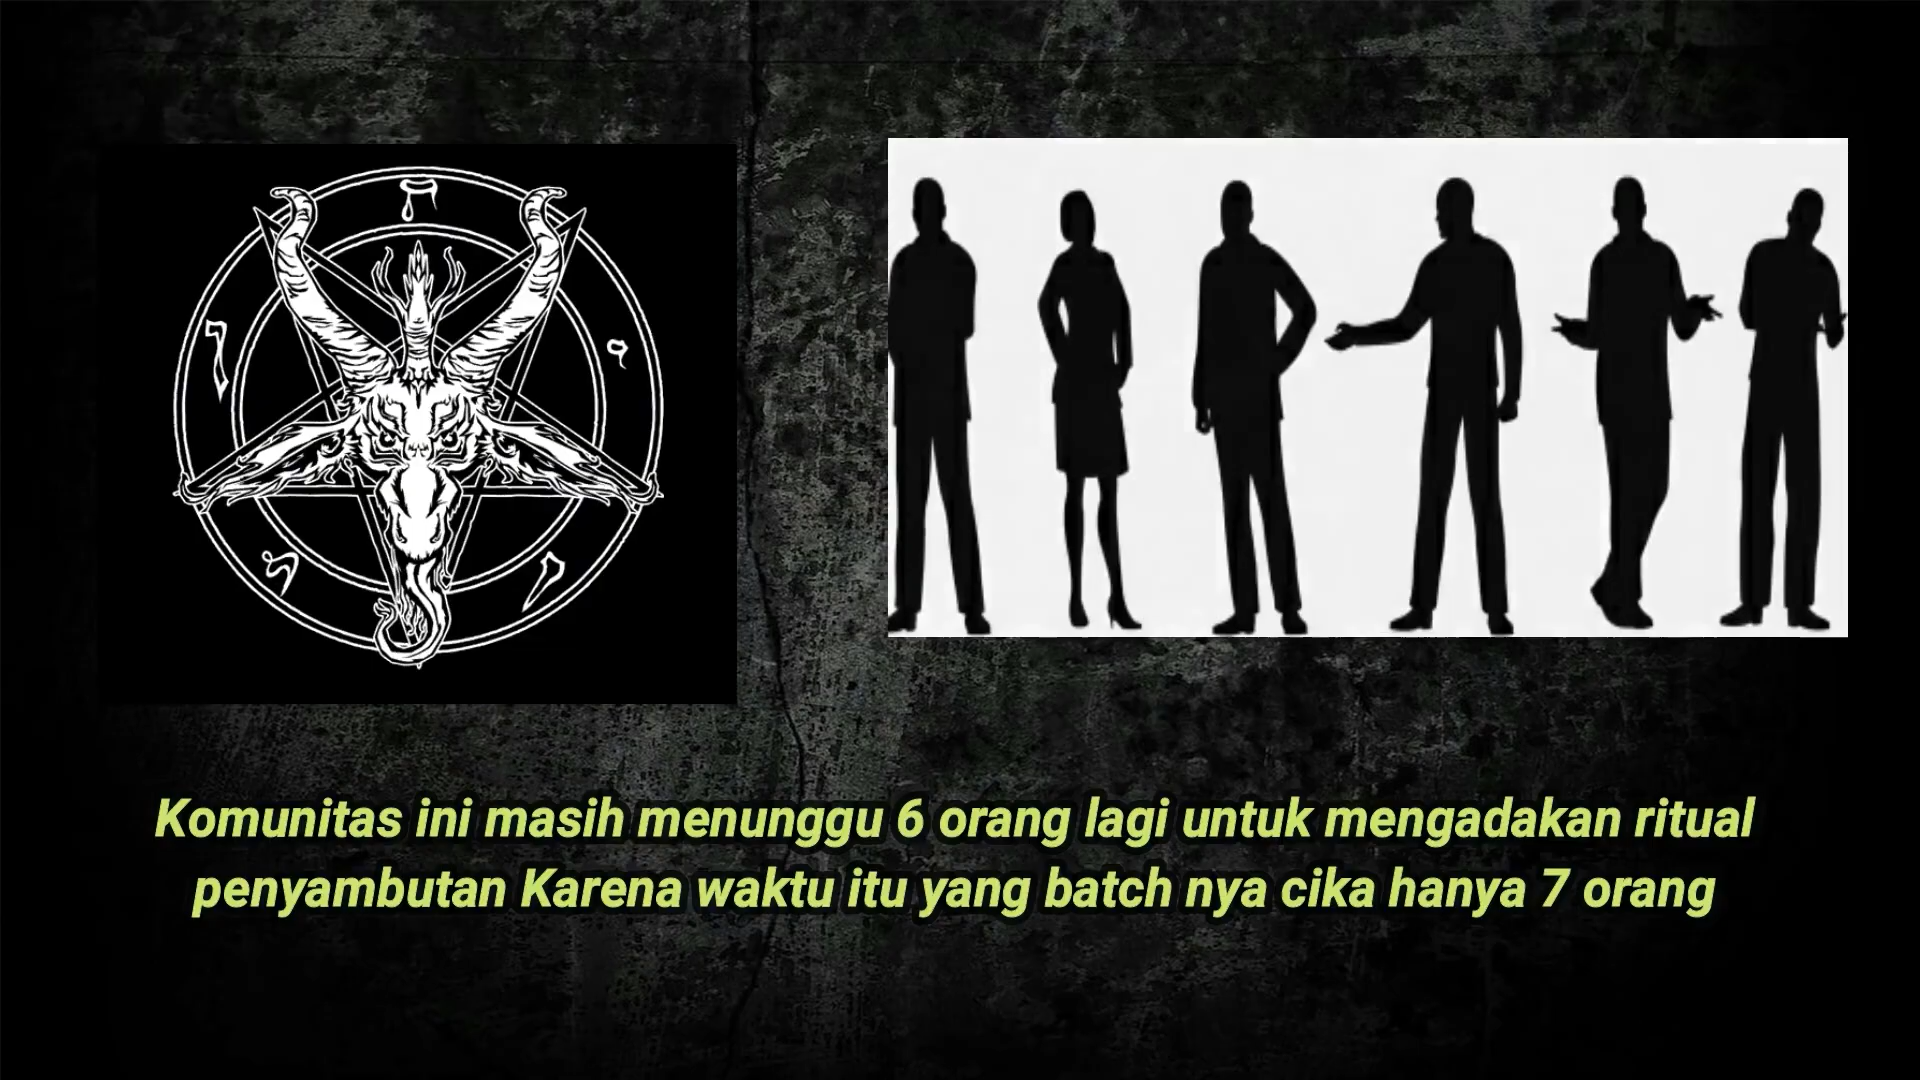 Komunitas ini masih menunggu 6 orang lagi untuk mengadakan ritual
penyambutan Karena waktu itu yang batch nya cika hanya 7 orang